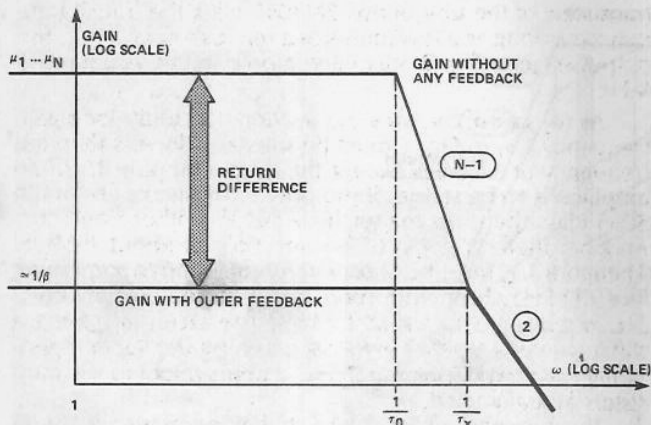 GAIN
(LOG SCALE)
μ1 ··· μN
GAIN WITHOUT
ANY FEEDBACK
N–1
RETURN
DIFFERENCE
≃1/β
GAIN WITH OUTER FEEDBACK
2
ω (LOG SCALE)
1
1/τ0
1/τx